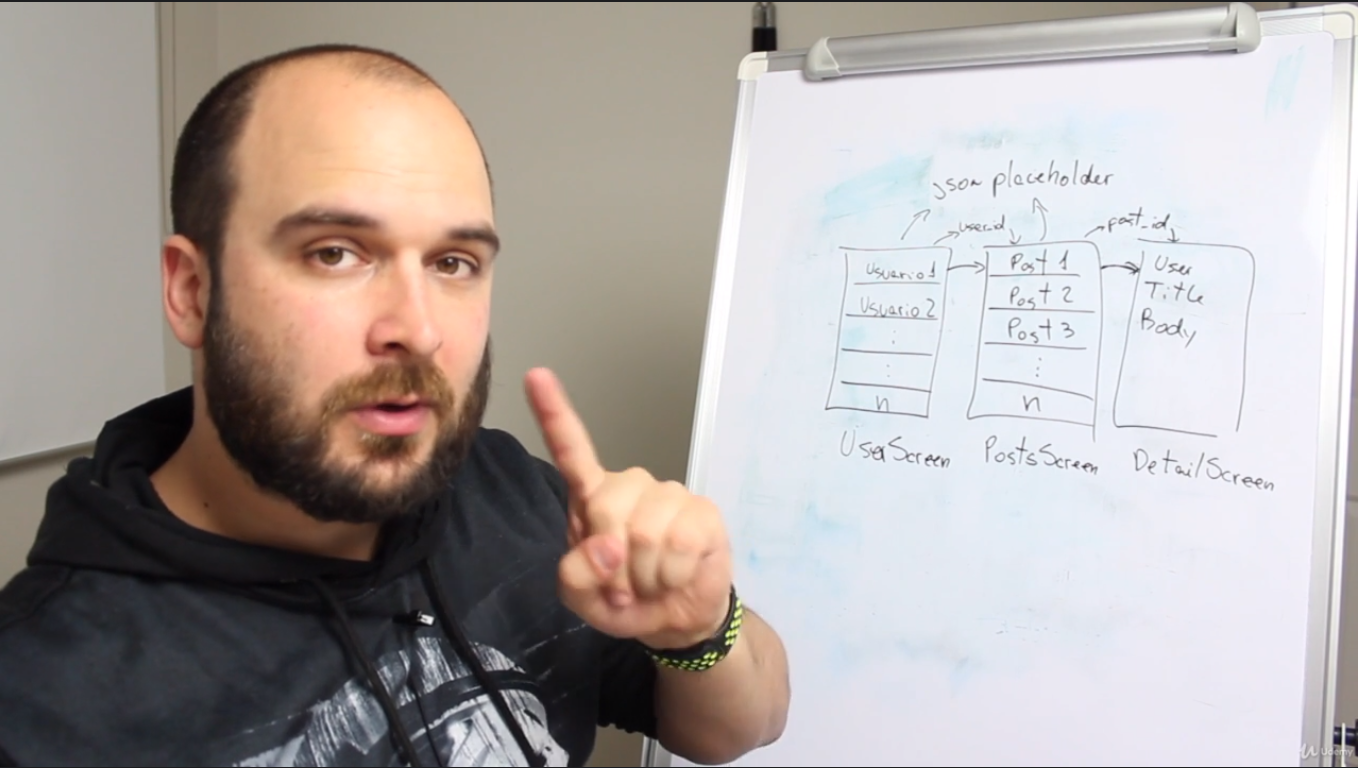 json placeholder
user_id
post_id
Usuario 1
Usuario 2
⋮
⋮
n
Post 1
Post 2
Post 3
⋮
n
User
Title
Body
UserScreen
PostsScreen
DetailScreen
Udemy